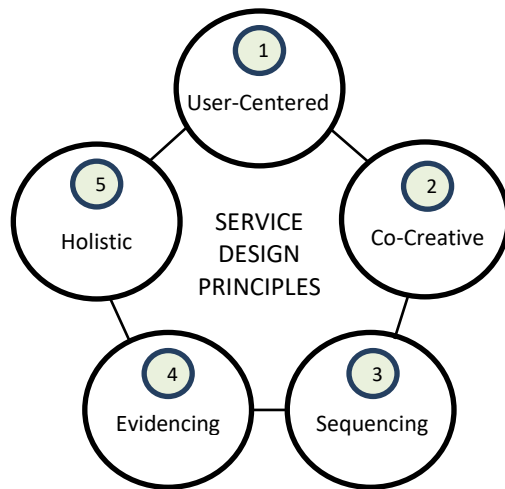 1
User-Centered
2
Co-Creative
3
Sequencing
4
Evidencing
5
Holistic
SERVICE
DESIGN
PRINCIPLES